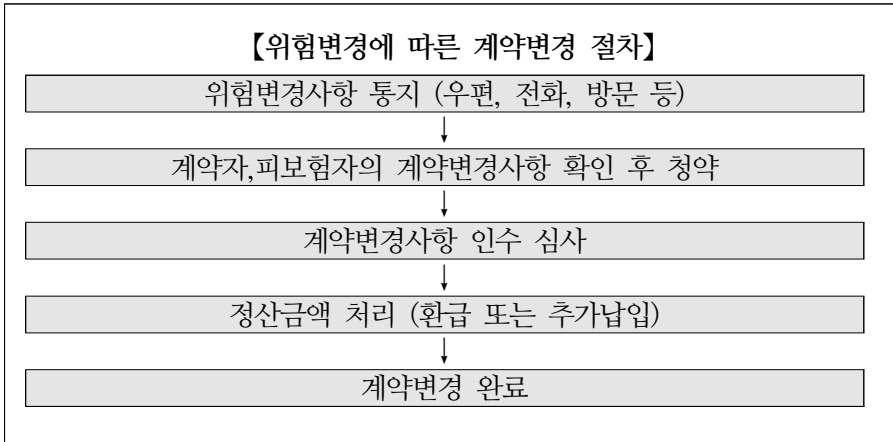 【위험변경에 따른 계약변경 절차】
위험변경사항 통지 (우편, 전화, 방문 등)
계약자,피보험자의 계약변경사항 확인 후 청약
계약변경사항 인수 심사
정산금액 처리 (환급 또는 추가납입)
계약변경 완료